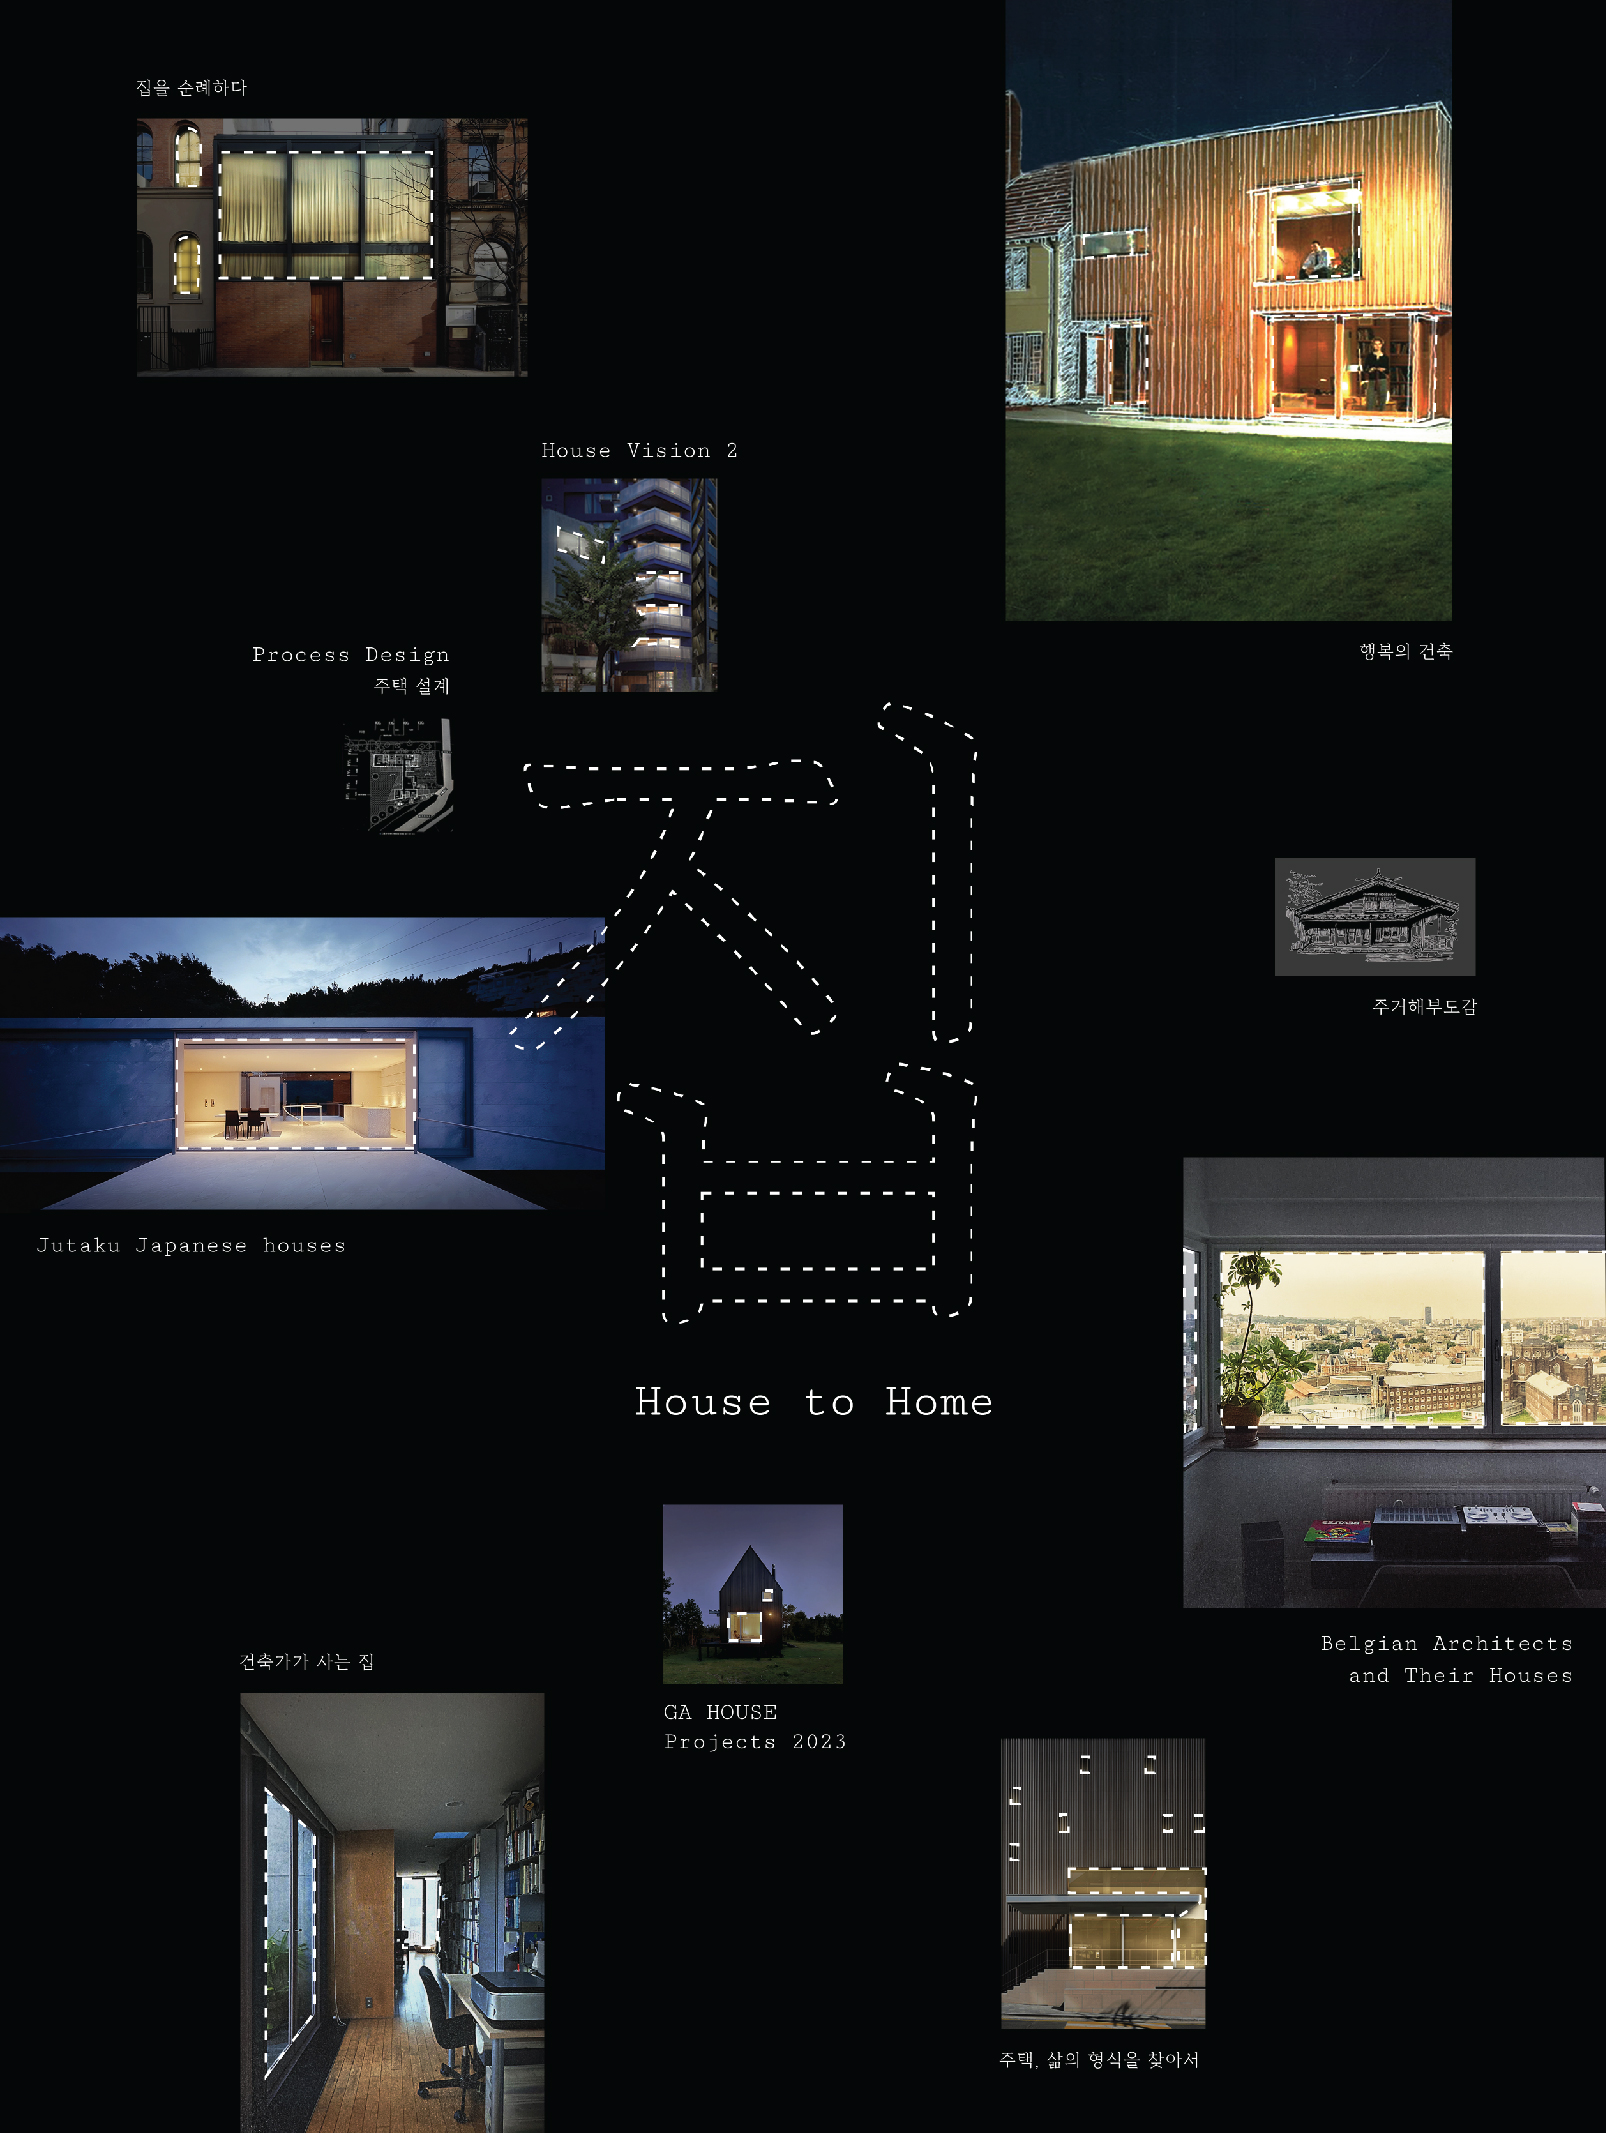 집을 순례하다
House Vision 2
행복의 건축
Process Design
주택 설계
집
주거해부도감
Jutaku Japanese houses
House to Home
Belgian Architects
and Their Houses
건축가가 사는 집
GA HOUSE
Projects 2023
주택, 삶의 형식을 찾아서